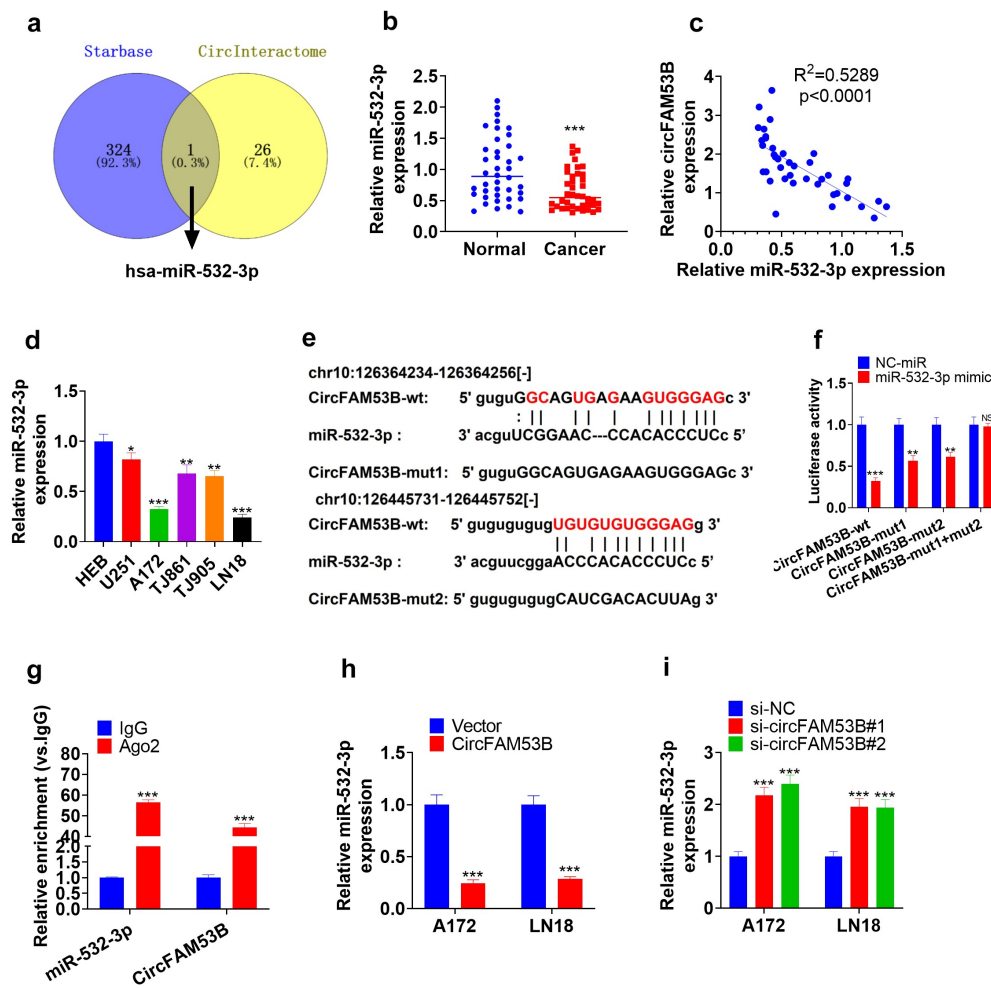 a
Starbase CircInteractome
324 1 26
(92.3%) (0.3%) (7.4%)
hsa-miR-532-3p
b
Relative miR-532-3p
expression
2.5
2.0
1.5
1.0
0.5
0.0
***
Normal Cancer
c
Relative circFAM53B
expression
R2=0.5289
p<0.0001
4
3
2
1
0
0.0 0.5 1.0 1.5
Relative miR-532-3p expression
d
Relative miR-532-3p
expression
1.5
1.0
0.5
0.0
* *** ** ** ***
HEB U251 A172 TJ861 TJ905 LN18
e
chr10:126364234-126364256[-]
CircFAM53B-wt: 5' guguGGCAGUGAGAAGUGGGAGc 3'
: | | | | | | | | | | | |
miR-532-3p : 3' acguUCGGAAC---CCACACCCUCc 5'
CircFAM53B-mut1: 5' guguGGCAGUGAGAAGUGGGAGc 3'
chr10:126445731-126445752[-]
CircFAM53B-wt: 5' gugugugugUGUGUGUGGGAGg 3'
miR-532-3p : 3' acguucggaACCCACACCCUCc 5'
CircFAM53B-mut2: 5' gugugugugCAUCGACACUUAg 3'
f
NC-miR
miR-532-3p mimic
Luciferase activity
1.5
1.0
0.5
0.0
*** ** ** NS
CircFAM53B-wt
CircFAM53B-mut1
CircFAM53B-mut2
CircFAM53B-mut1+mut2
g
IgG
Ago2
Relative enrichment (vs.IgG)
80
70
60
50
40
2.0
1.5
1.0
0.5
0.0
*** ***
miR-532-3p CircFAM53B
h
Vector
CircFAM53B
Relative miR-532-3p
expression
1.5
1.0
0.5
0.0
*** ***
A172 LN18
i
si-NC
si-circFAM53B#1
si-circFAM53B#2
Relative miR-532-3p
expression
3
2
1
0
*** *** *** ***
A172 LN18